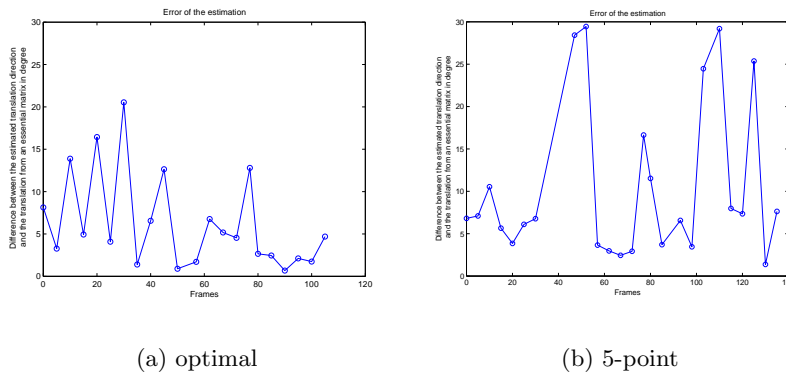 Error of the estimation
Difference between the estimated translation direction
and the translation from an essential matrix in degree
30
25
20
15
10
5
0
0 20 40 60 80 100 120
Frames
(a) optimal
Error of the estimation
Difference between the estimated translation direction
and the translation from an essential matrix in degree
30
25
20
15
10
5
0
0 20 40 60 80 100 120
Frames
(b) 5-point